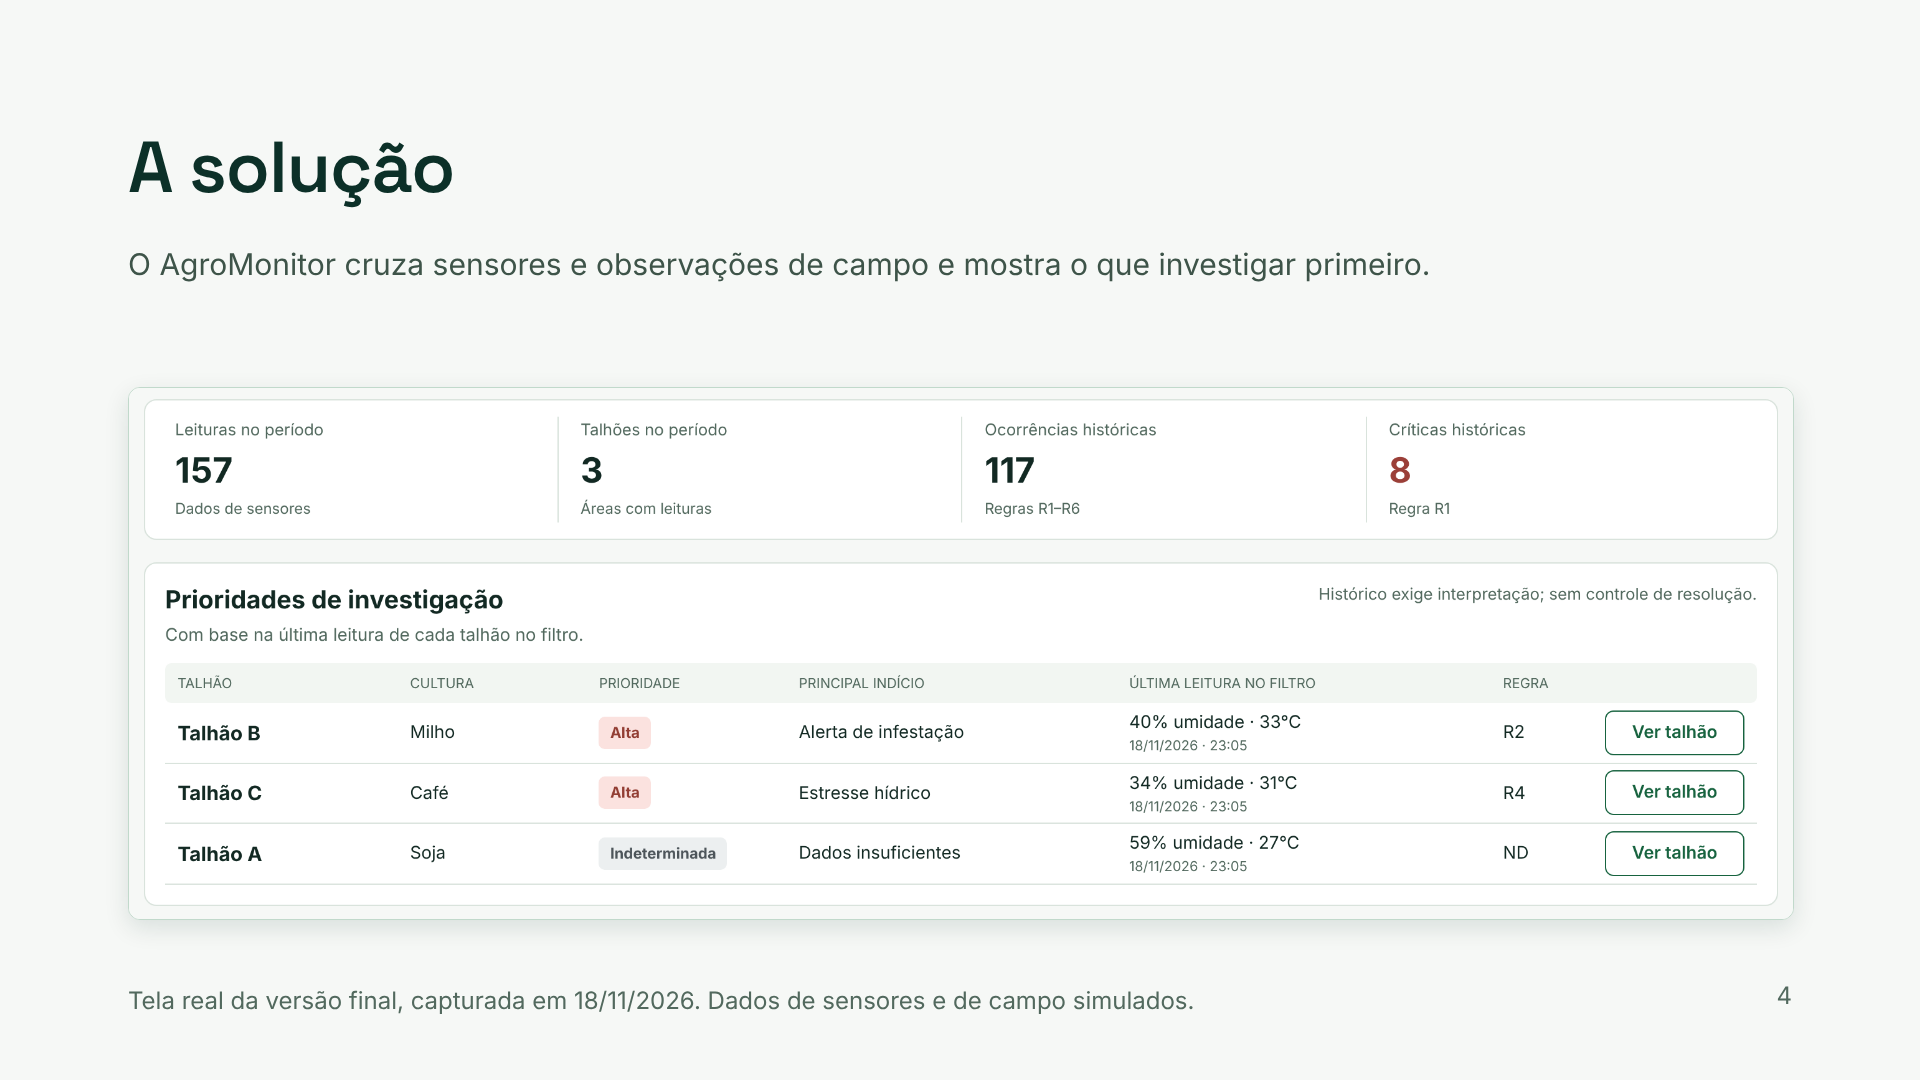 A solução
O AgroMonitor cruza sensores e observações de campo e mostra o que investigar primeiro.
Leituras no período
157
Dados de sensores
Talhões no período
3
Áreas com leituras
Ocorrências históricas
117
Regras R1–R6
Críticas históricas
8
Regra R1
Prioridades de investigação
Histórico exige interpretação; sem controle de resolução.
Com base na última leitura de cada talhão no filtro.
TALHÃO CULTURA PRIORIDADE PRINCIPAL INDÍCIO ÚLTIMA LEITURA NO FILTRO REGRA
Talhão B Milho Alta Alerta de infestação 40% umidade · 33°C R2 Ver talhão
18/11/2026 · 23:05
Talhão C Café Alta Estresse hídrico 34% umidade · 31°C R4 Ver talhão
18/11/2026 · 23:05
Talhão A Soja Indeterminada Dados insuficientes 59% umidade · 27°C ND Ver talhão
18/11/2026 · 23:05
Tela real da versão final, capturada em 18/11/2026. Dados de sensores e de campo simulados.
4